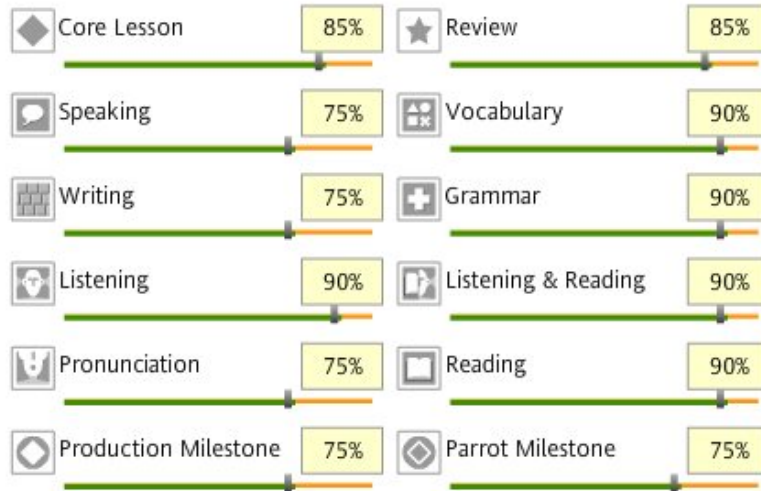 Core Lesson 85% Review 85%
Speaking 75% Vocabulary 90%
Writing 75% Grammar 90%
Listening 90% Listening & Reading 90%
Pronunciation 75% Reading 90%
Production Milestone 75% Parrot Milestone 75%